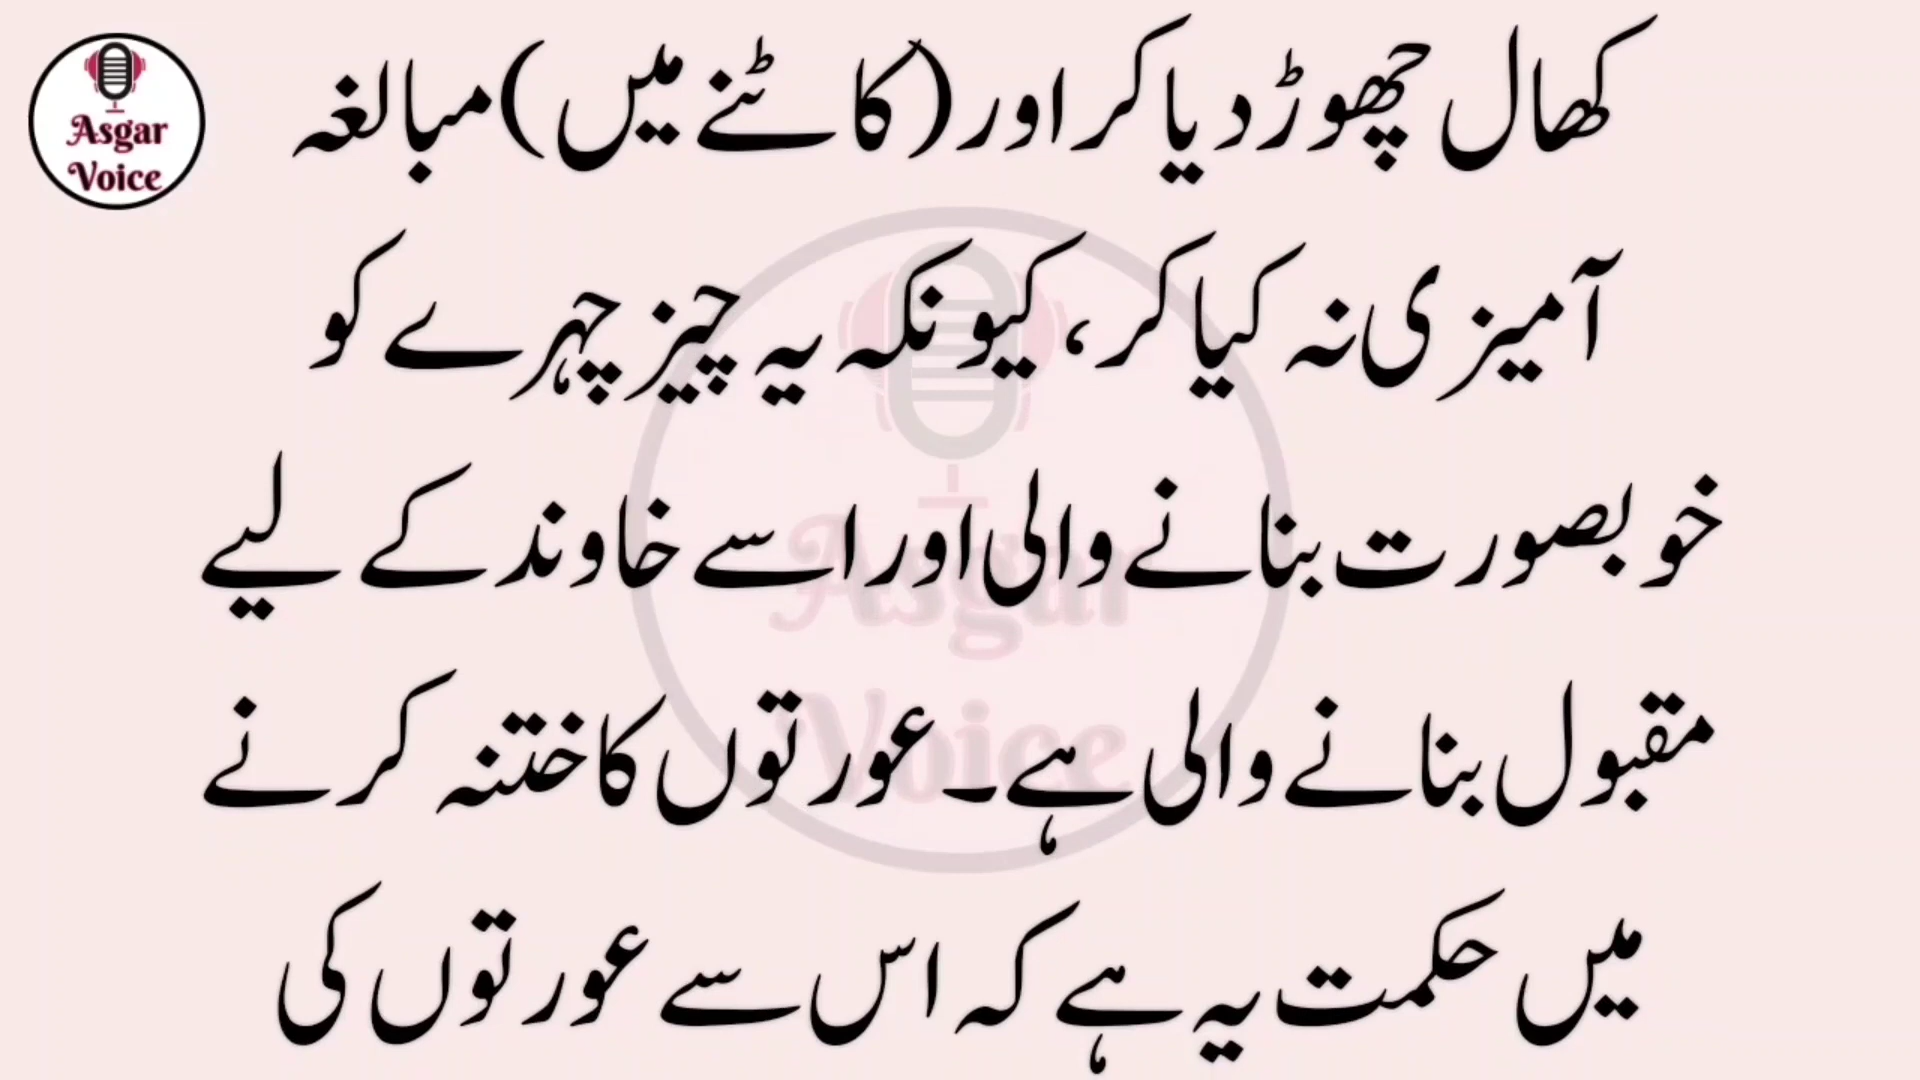 Asgar
Voice
کھال چھوڑ دیا کر اور (کاٹنے میں) مبالغہ
آمیزی نہ کیا کر، کیونکہ یہ چیز چہرے کو
خوبصورت بنانے والی اور اسے خاوند کے لیے
مقبول بنانے والی ہے۔ عورتوں کا ختنہ کرنے
میں حکمت یہ ہے کہ اس سے عورتوں کی
Asgar
Voice